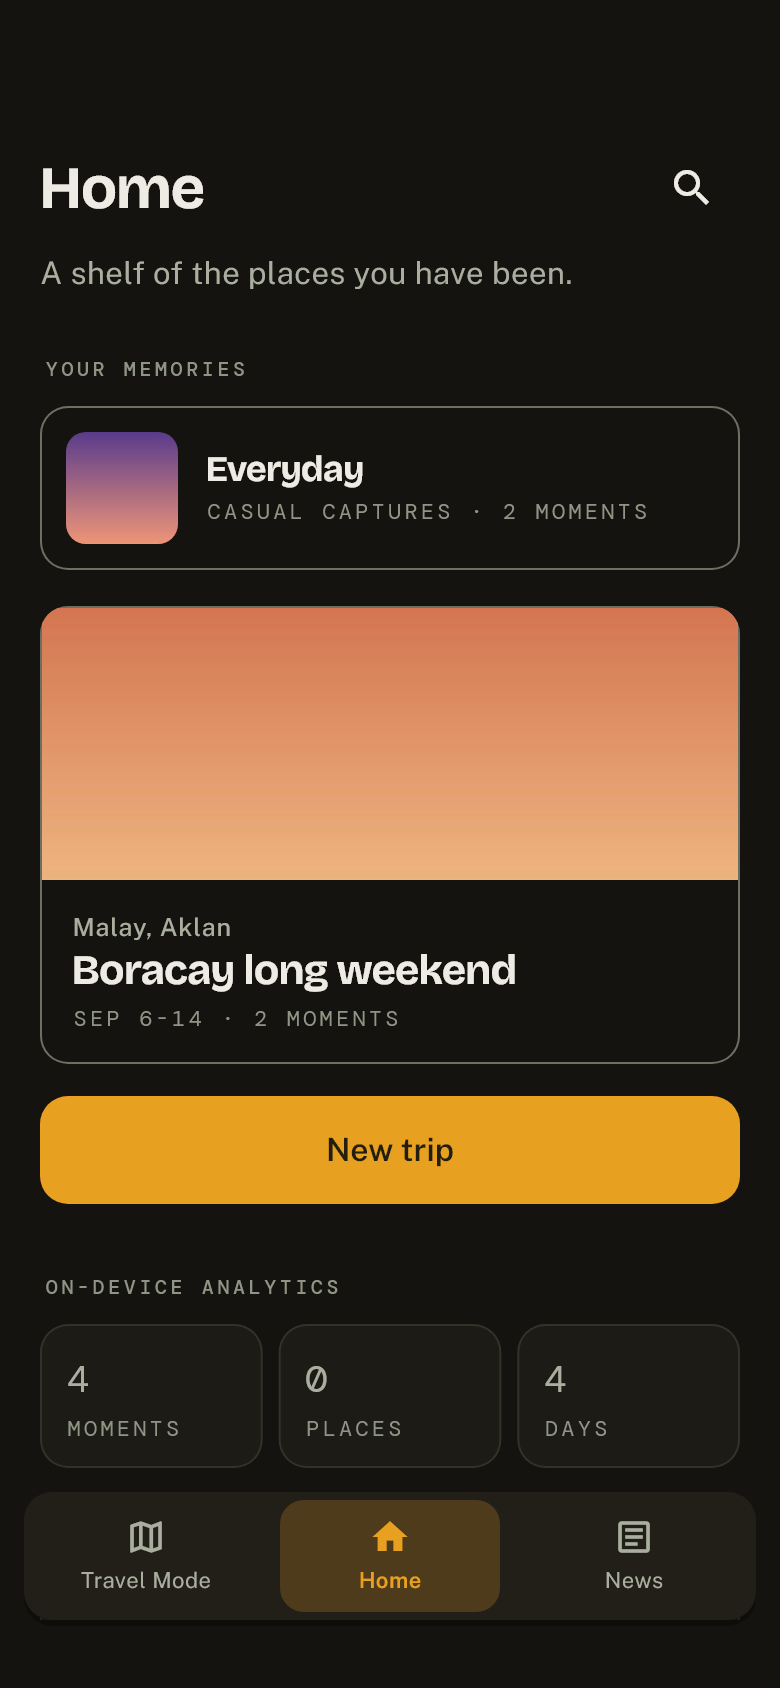 Home
A shelf of the places you have been.
YOUR MEMORIES
Everyday
CASUAL CAPTURES · 2 MOMENTS
Malay, Aklan
Boracay long weekend
SEP 6-14 · 2 MOMENTS
New trip
ON-DEVICE ANALYTICS
4
MOMENTS
0
PLACES
4
DAYS
Travel Mode
Home
News